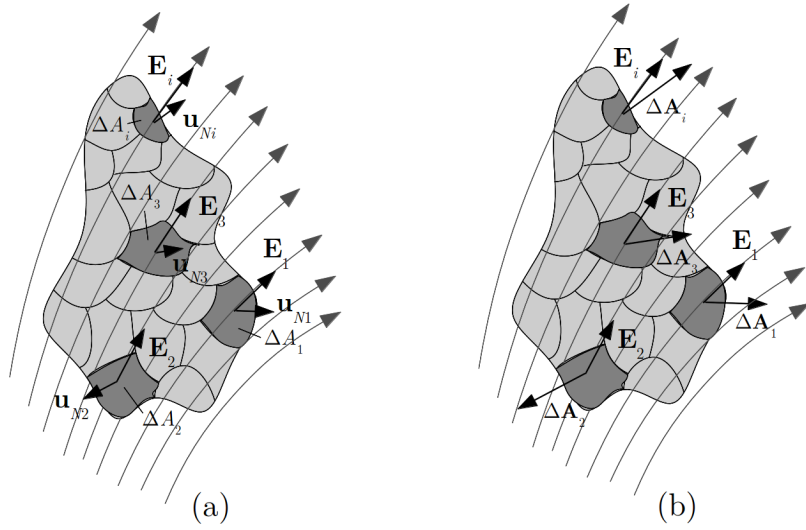 E_i
ΔA_i
u_Ni
ΔA_3
E_3
u_N3
E_1
u_N1
ΔA_1
E_2
u_N2
ΔA_2
(a)
E_i
ΔA_i
E_3
ΔA_3
E_1
ΔA_1
E_2
ΔA_2
(b)